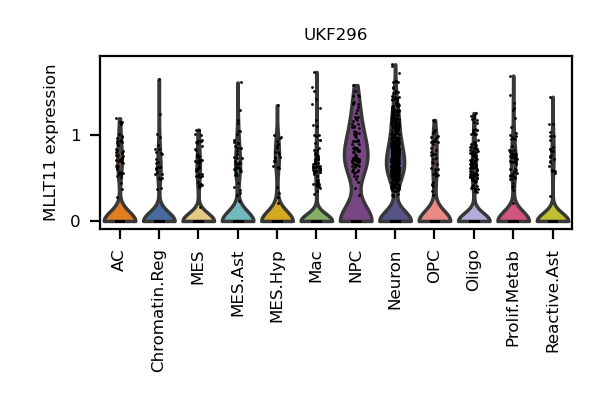 UKF296
MLLT11 expression
1
0
AC
Chromatin.Reg
MES
MES.Ast
MES.Hyp
Mac
NPC
Neuron
OPC
Oligo
Prolif.Metab
Reactive.Ast